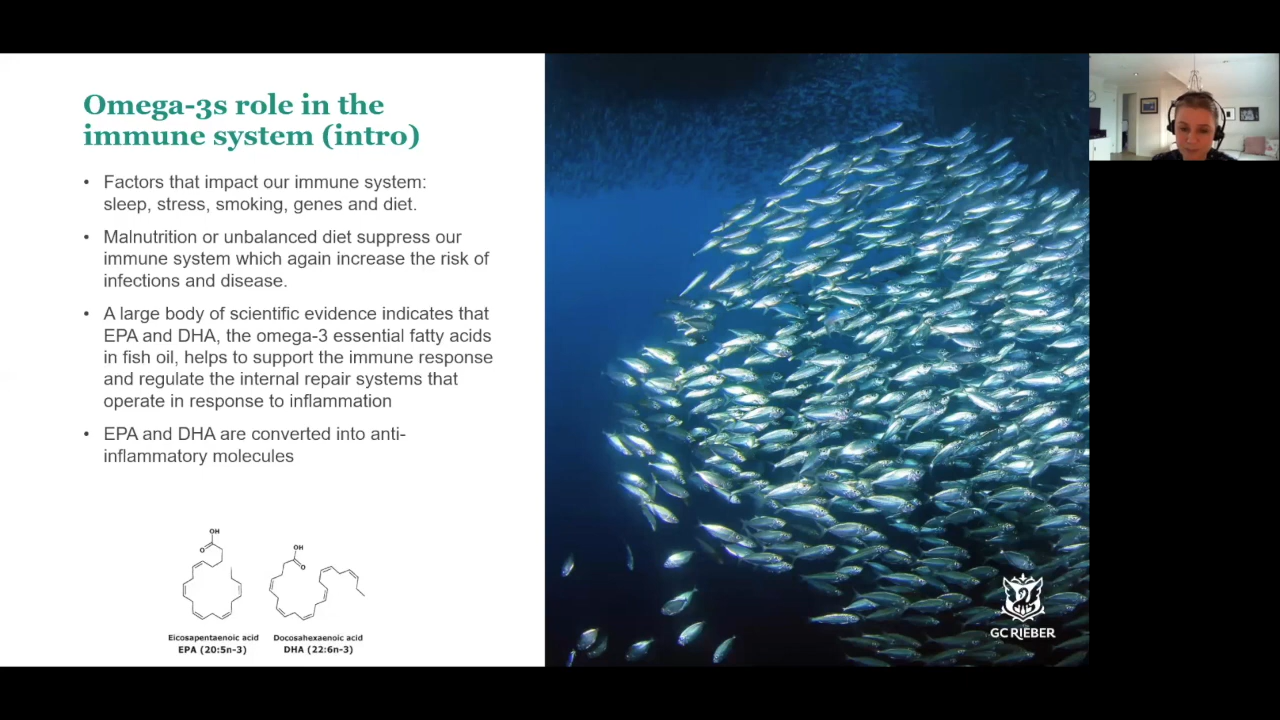 Omega-3s role in the
immune system (intro)
• Factors that impact our immune system:
sleep, stress, smoking, genes and diet.
• Malnutrition or unbalanced diet suppress our
immune system which again increase the risk of
infections and disease.
• A large body of scientific evidence indicates that
EPA and DHA, the omega-3 essential fatty acids
in fish oil, helps to support the immune response
and regulate the internal repair systems that
operate in response to inflammation
• EPA and DHA are converted into anti-
inflammatory molecules
OH
O
OH
O
Eicosapentaenoic acid
EPA (20:5n-3)
Docosahexaenoic acid
DHA (22:6n-3)
GC RIEBER